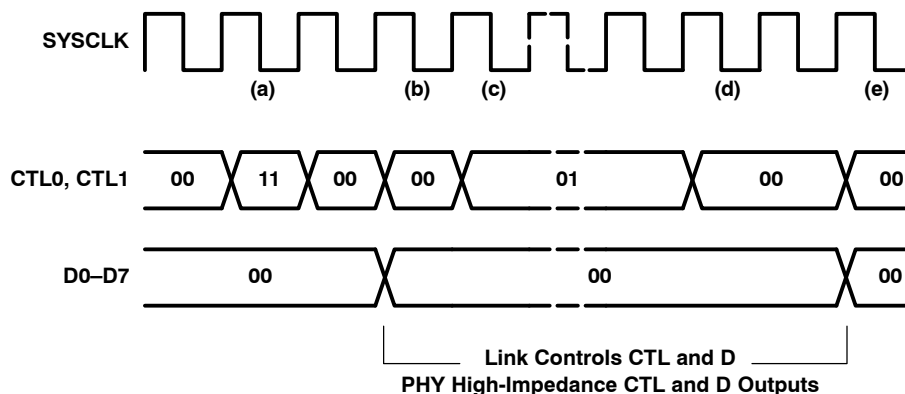 SYSCLK
(a) (b) (c) (d) (e)
CTL0, CTL1 00 11 00 00 01 00 00
D0–D7 00 00 00
Link Controls CTL and D
PHY High-Impedance CTL and D Outputs